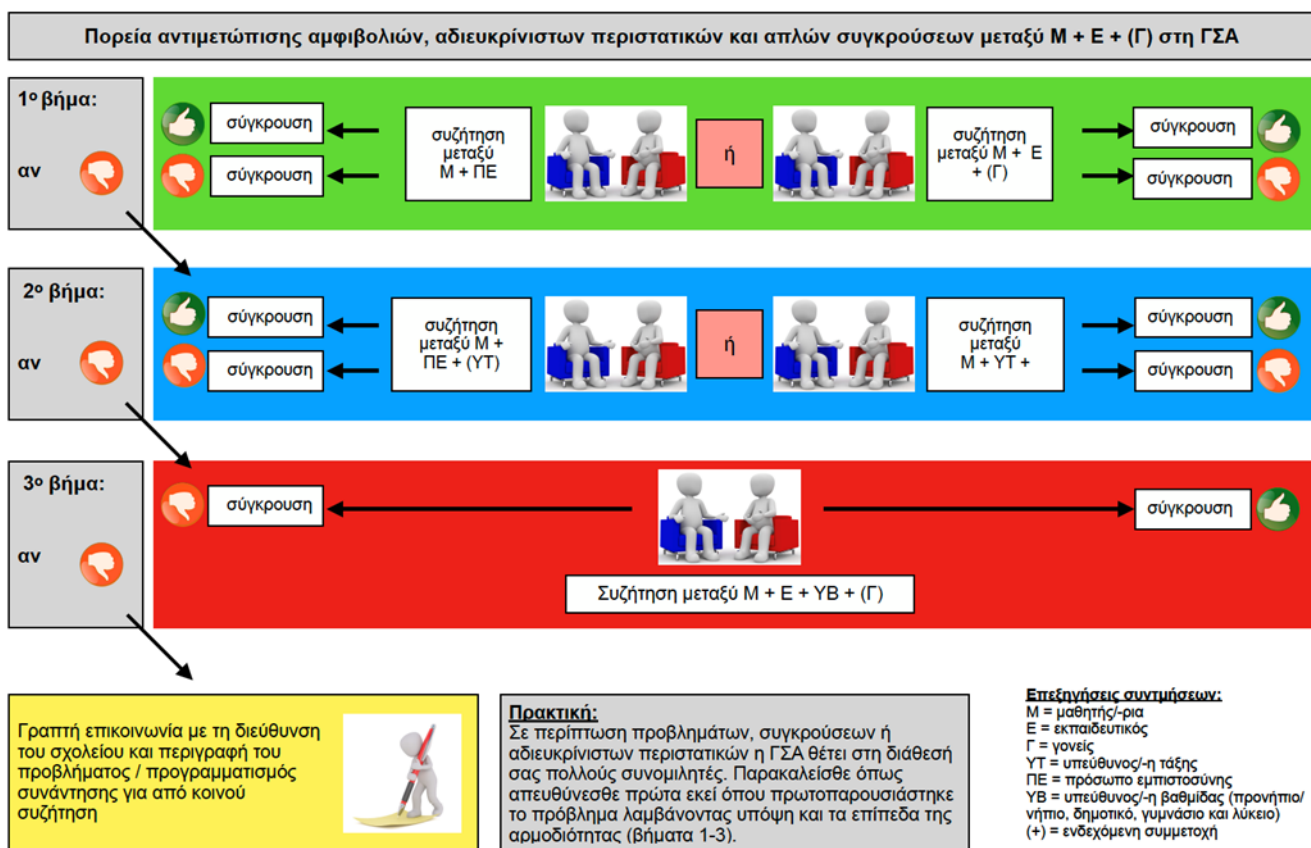 Πορεία αντιμετώπισης αμφιβολιών, αδιευκρίνιστων περιστατικών και απλών συγκρούσεων μεταξύ Μ + Ε + (Γ) στη ΓΣΑ
1ο βήμα:
αν
σύγκρουση
σύγκρουση
συζήτηση
μεταξύ
Μ + ΠΕ
ή
συζήτηση
μεταξύ Μ + Ε
+ (Γ)
σύγκρουση
σύγκρουση
2ο βήμα:
αν
σύγκρουση
σύγκρουση
συζήτηση
μεταξύ Μ +
ΠΕ + (ΥΤ)
ή
συζήτηση
μεταξύ
Μ + ΥΤ +
σύγκρουση
σύγκρουση
3ο βήμα:
αν
σύγκρουση
σύγκρουση
Συζήτηση μεταξύ Μ + Ε + ΥΒ + (Γ)
Γραπτή επικοινωνία με τη διεύθυνση
του σχολείου και περιγραφή του
προβλήματος / προγραμματισμός
συνάντησης για από κοινού
συζήτηση
Πρακτική:
Σε περίπτωση προβλημάτων, συγκρούσεων ή
αδιευκρίνιστων περιστατικών η ΓΣΑ θέτει στη διάθεσή
σας πολλούς συνομιλητές. Παρακαλείσθε όπως
απευθύνεσθε πρώτα εκεί όπου πρωτοπαρουσιάστηκε
το πρόβλημα λαμβάνοντας υπόψη και τα επίπεδα της
αρμοδιότητας (βήματα 1-3).
Επεξηγήσεις συντμήσεων:
Μ = μαθητής/-ρια
Ε = εκπαιδευτικός
Γ = γονείς
ΥΤ = υπεύθυνος/-η τάξης
ΠΕ = πρόσωπο εμπιστοσύνης
ΥΒ = υπεύθυνος/-η βαθμίδας (προνήπιο/
νήπιο, δημοτικό, γυμνάσιο και λύκειο)
(+) = ενδεχόμενη συμμετοχή